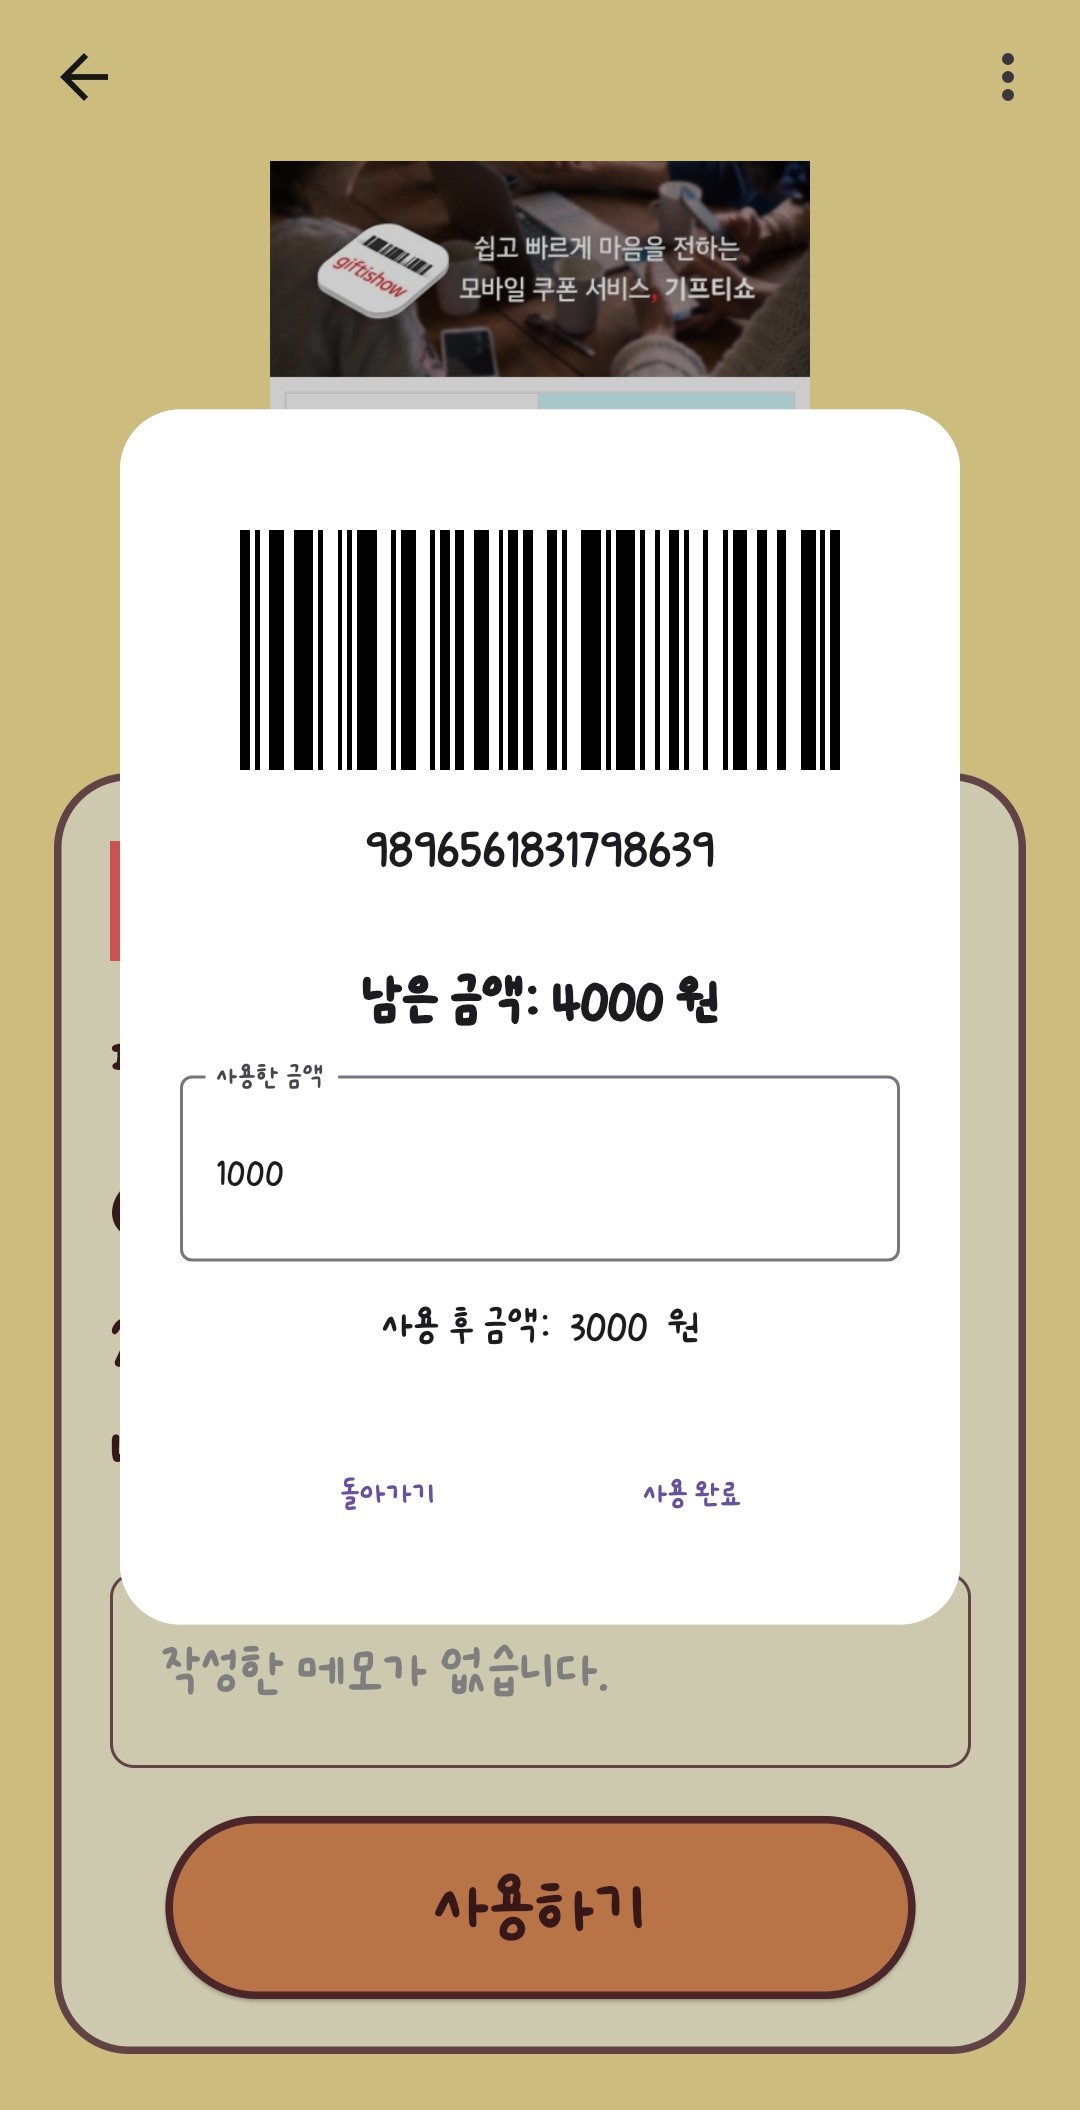 쉽고 빠르게 마음을 전하는
giftishow
모바일 쿠폰 서비스, 기프티쇼
9896561831798639
남은 금액: 4000 원
사용한 금액
1000
사용 후 금액: 3000 원
돌아가기 사용 완료
작성한 메모가 없습니다.
사용하기